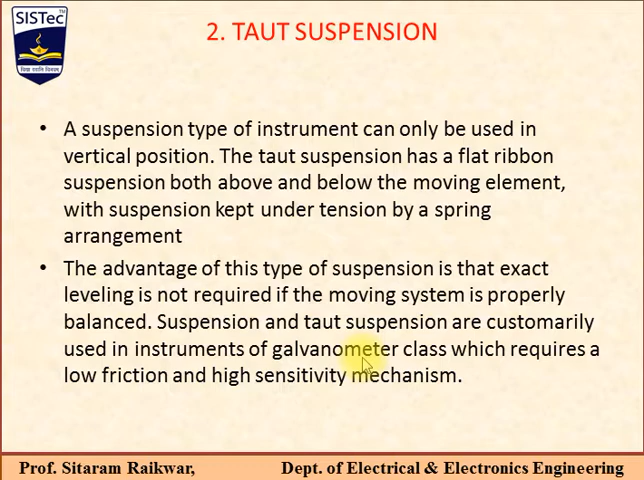 SISTec
2. TAUT SUSPENSION
• A suspension type of instrument can only be used in
vertical position. The taut suspension has a flat ribbon
suspension both above and below the moving element,
with suspension kept under tension by a spring
arrangement
• The advantage of this type of suspension is that exact
leveling is not required if the moving system is properly
balanced. Suspension and taut suspension are customarily
used in instruments of galvanometer class which requires a
low friction and high sensitivity mechanism.
Prof. Sitaram Raikwar, Dept. of Electrical & Electronics Engineering